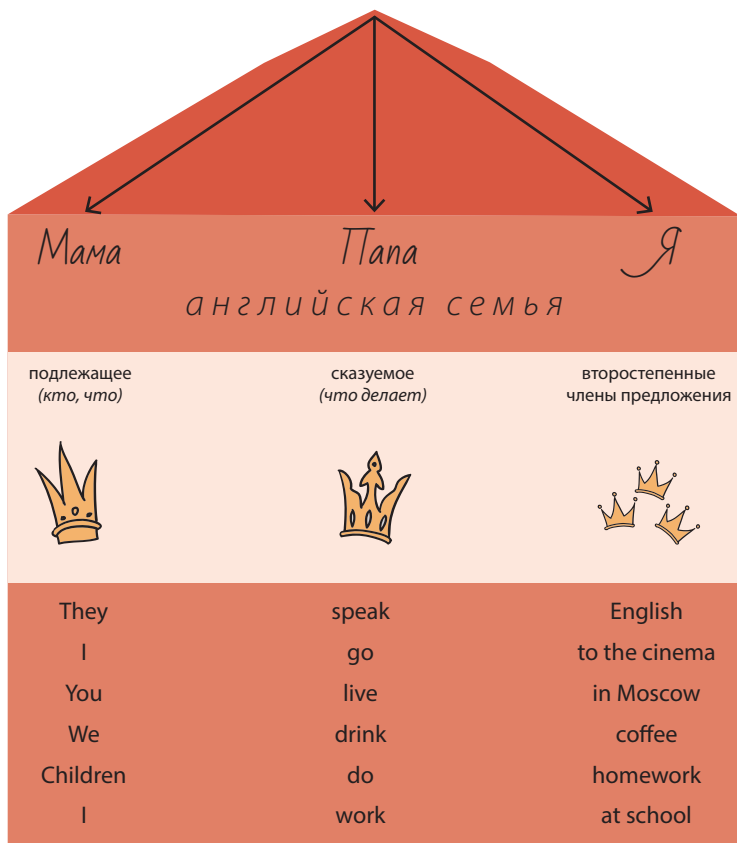 Мама Папа Я
английская семья
подлежащее сказуемое второстепенные
(кто, что) (что делает) члены предложения
They speak English
I go to the cinema
You live in Moscow
We drink coffee
Children do homework
I work at school